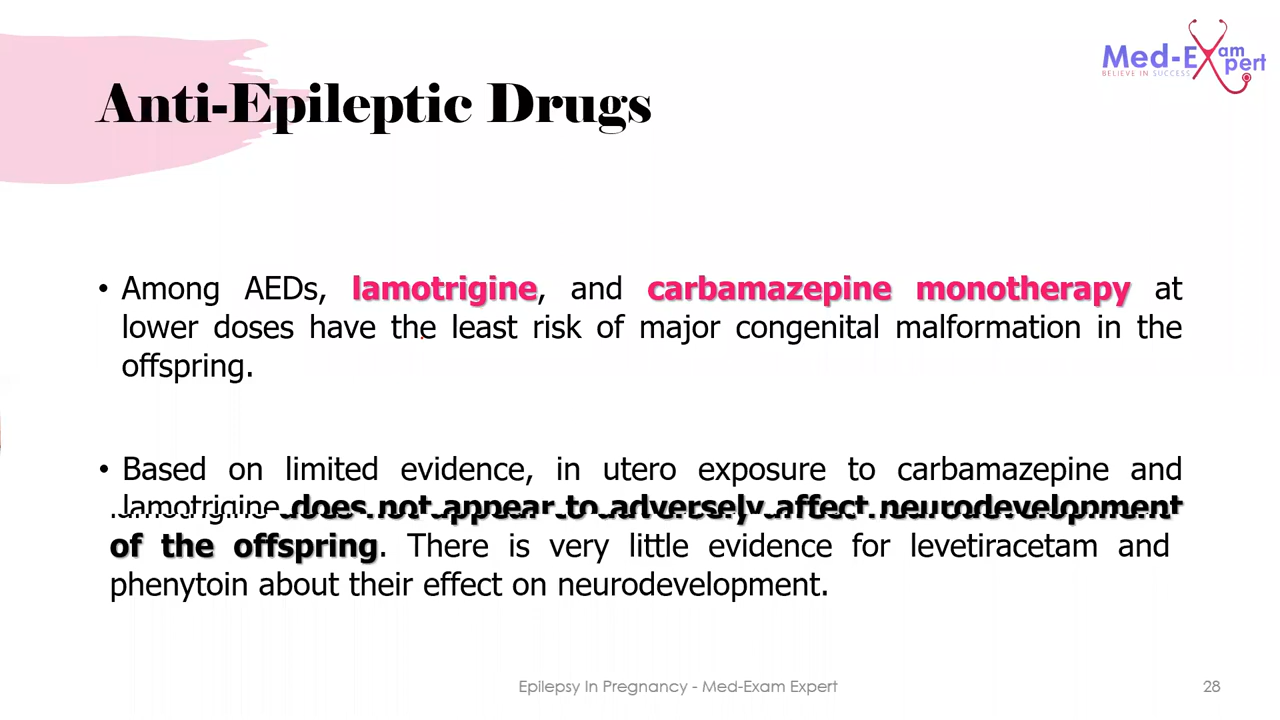 Med-Exam
pert
BELIEVE IN SUCCESS
Anti-Epileptic Drugs
• Among AEDs, lamotrigine, and carbamazepine monotherapy at
lower doses have the least risk of major congenital malformation in the
offspring.
• Based on limited evidence, in utero exposure to carbamazepine and
lamotrigine does not appear to adversely affect neurodevelopment
of the offspring. There is very little evidence for levetiracetam and
phenytoin about their effect on neurodevelopment.
Epilepsy In Pregnancy - Med-Exam Expert
28